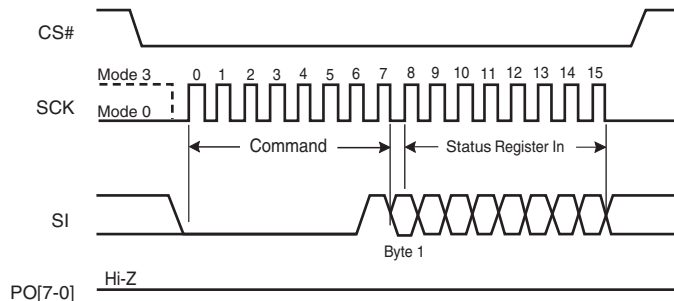 CS#
Mode 3
0 1 2 3 4 5 6 7 8 9 10 11 12 13 14 15
SCK
Mode 0
Command
Status Register In
SI
Byte 1
Hi-Z
PO[7-0]